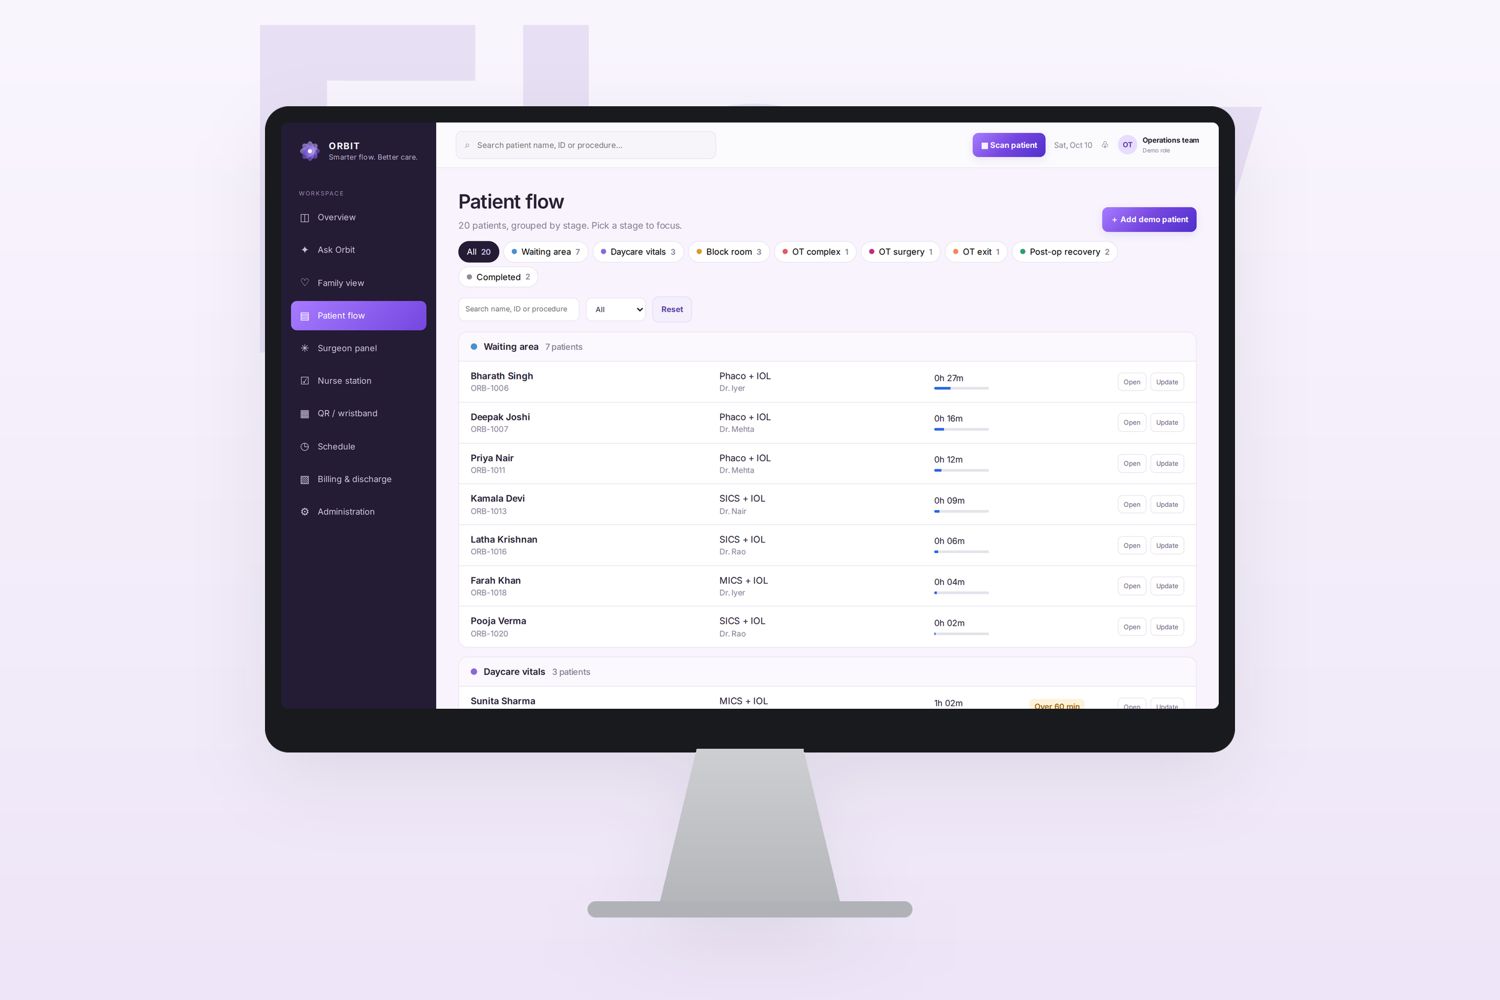 ORBIT
Smarter flow. Better care.
WORKSPACE
Overview
Ask Orbit
Family view
Patient flow
Surgeon panel
Nurse station
QR / wristband
Schedule
Billing & discharge
Administration
Search patient name, ID or procedure...
Scan patient
Sat, Oct 10
OT
Operations team
Demo role
Patient flow
20 patients, grouped by stage. Pick a stage to focus.
+ Add demo patient
All 20
Waiting area 7
Daycare vitals 3
Block room 3
OT complex 1
OT surgery 1
OT exit 1
Post-op recovery 2
Completed 2
Search name, ID or procedure
All
Reset
Waiting area 7 patients
Bharath Singh
ORB-1006
Phaco + IOL
Dr. Iyer
0h 27m
Open
Update
Deepak Joshi
ORB-1007
Phaco + IOL
Dr. Mehta
0h 16m
Open
Update
Priya Nair
ORB-1011
Phaco + IOL
Dr. Mehta
0h 12m
Open
Update
Kamala Devi
ORB-1013
SICS + IOL
Dr. Nair
0h 09m
Open
Update
Latha Krishnan
ORB-1016
SICS + IOL
Dr. Rao
0h 06m
Open
Update
Farah Khan
ORB-1018
MICS + IOL
Dr. Iyer
0h 04m
Open
Update
Pooja Verma
ORB-1020
SICS + IOL
Dr. Rao
0h 02m
Open
Update
Daycare vitals 3 patients
Sunita Sharma
MICS + IOL
1h 02m
Over 60 min
Open
Update